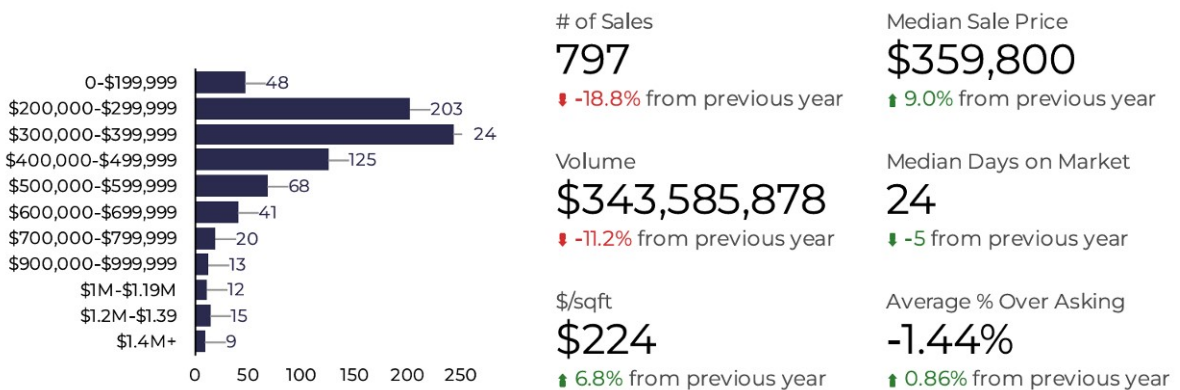 0-$199,999 48
$200,000-$299,999 203
$300,000-$399,999 24
$400,000-$499,999 125
$500,000-$599,999 68
$600,000-$699,999 41
$700,000-$799,999 20
$900,000-$999,999 13
$1M-$1.19M 12
$1.2M-$1.39 15
$1.4M+ 9
0 50 100 150 200 250
# of Sales
797
-18.8% from previous year
Median Sale Price
$359,800
9.0% from previous year
Volume
$343,585,878
-11.2% from previous year
Median Days on Market
24
-5 from previous year
$/sqft
$224
6.8% from previous year
Average % Over Asking
-1.44%
0.86% from previous year